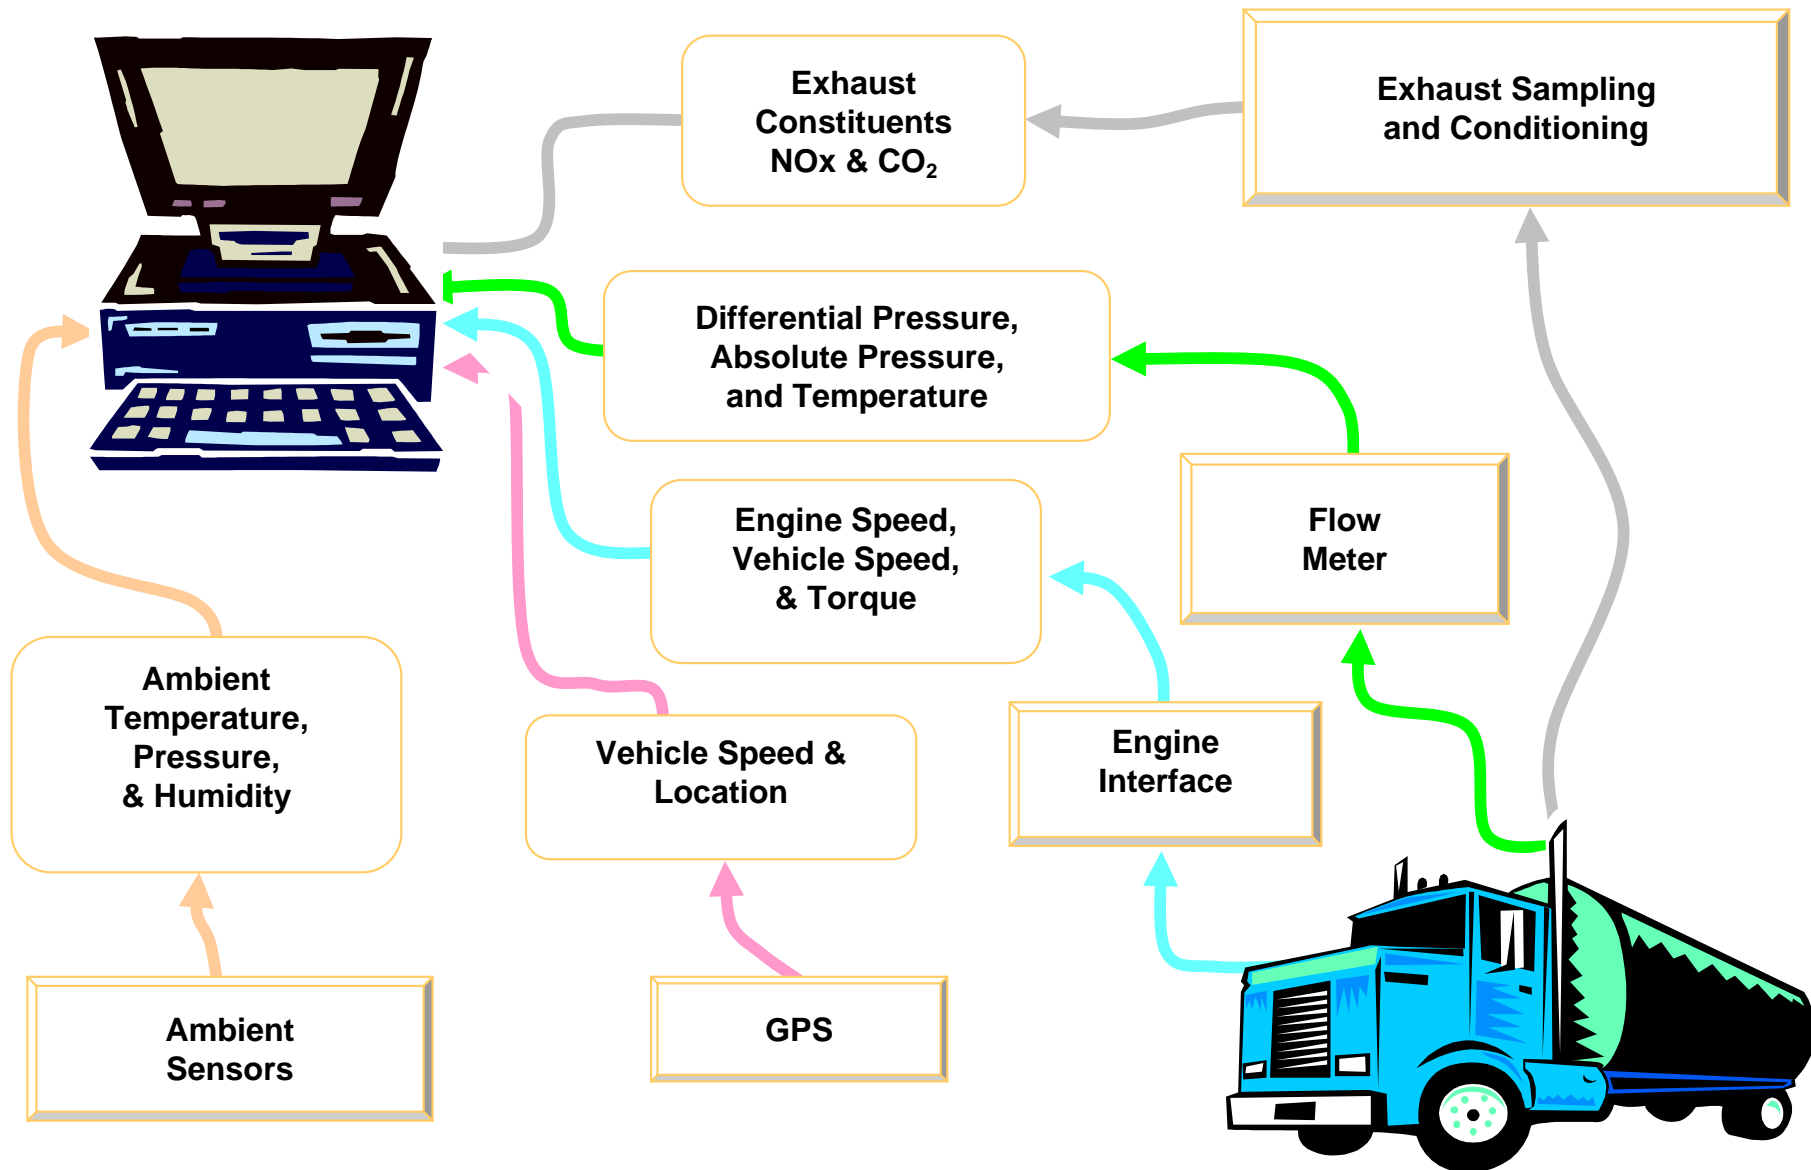 Exhaust
Constituents
NOx & CO₂
Exhaust Sampling
and Conditioning
Differential Pressure,
Absolute Pressure,
and Temperature
Engine Speed,
Vehicle Speed,
& Torque
Flow
Meter
Ambient
Temperature,
Pressure,
& Humidity
Vehicle Speed &
Location
Engine
Interface
Ambient
Sensors
GPS